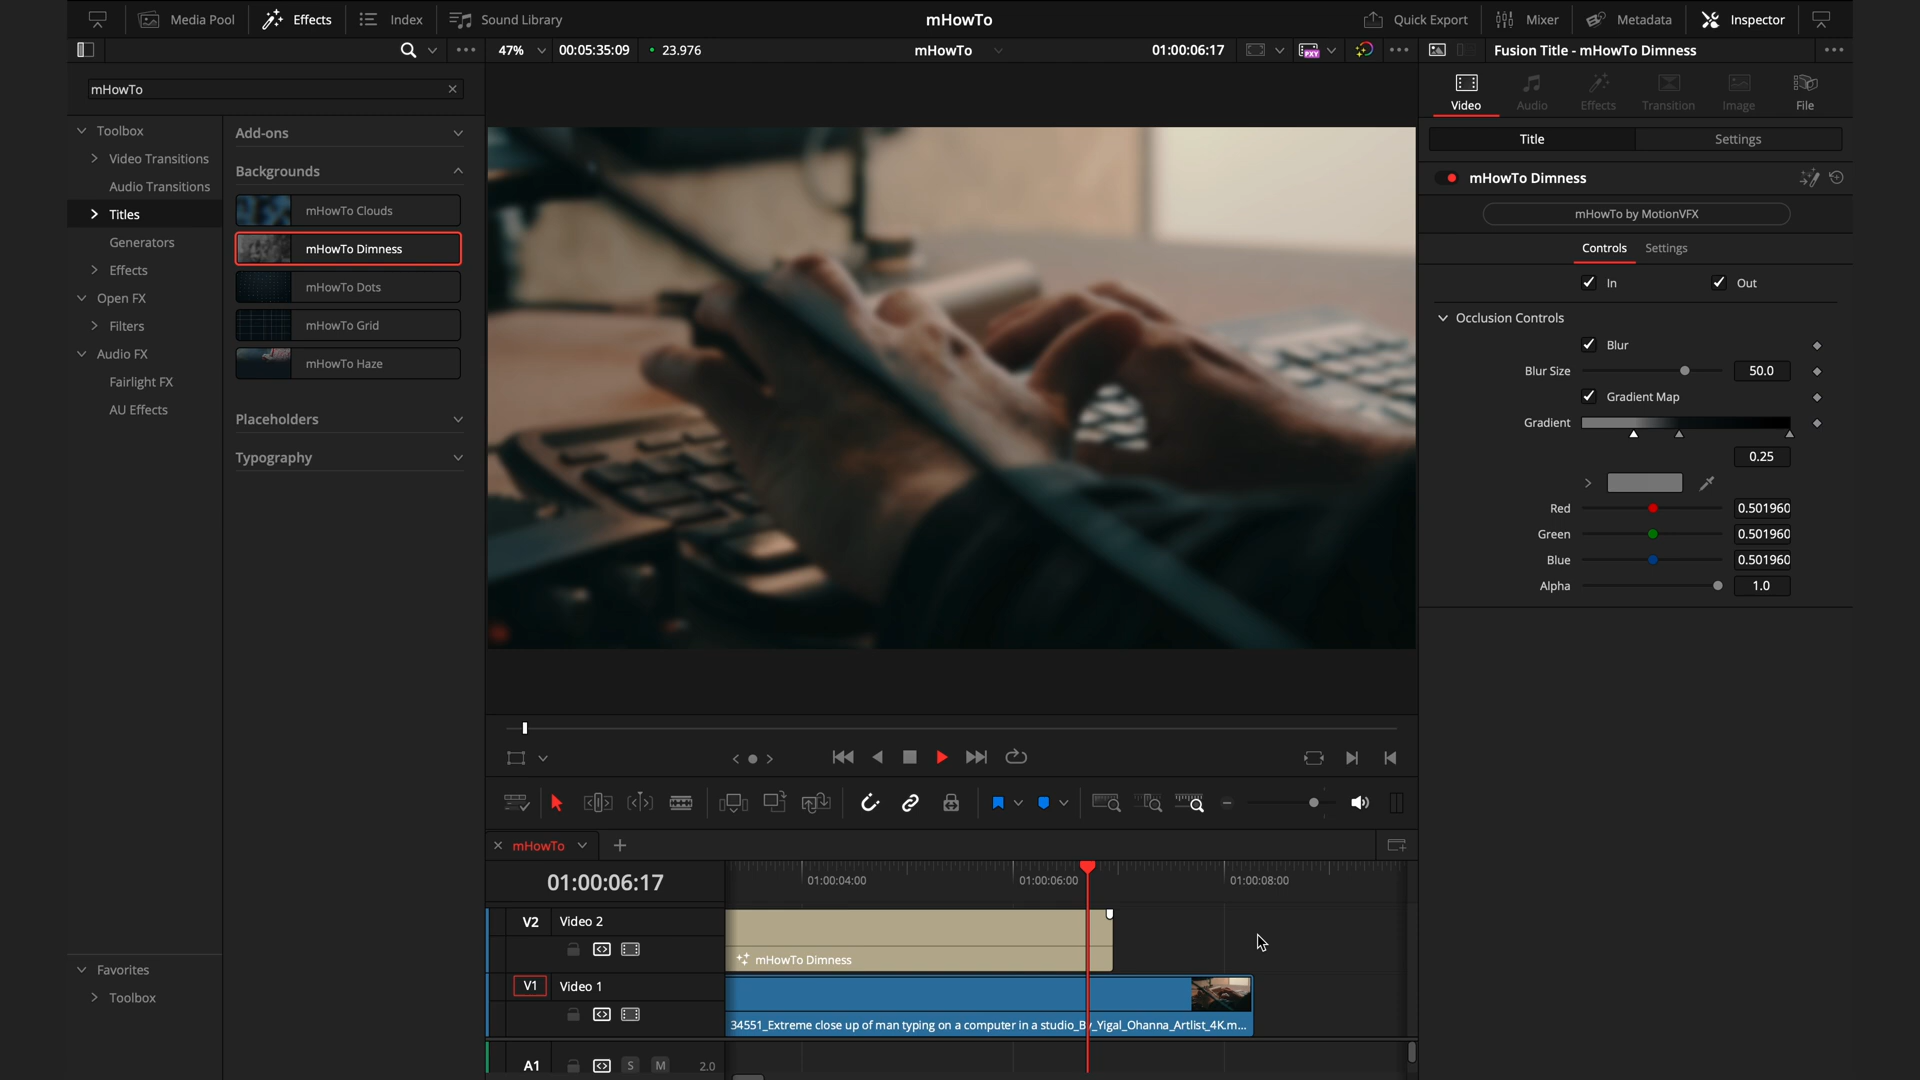 Media Pool
Effects
Index
Sound Library
mHowTo
Quick Export
Mixer
Metadata
Inspector
47%
00:05:35:09
23.976
mHowTo
01:00:06:17
PXY
Fusion Title - mHowTo Dimness
mHowTo
Toolbox
Video Transitions
Audio Transitions
Titles
Generators
Effects
Open FX
Filters
Audio FX
Fairlight FX
AU Effects
Favorites
Toolbox
Add-ons
Backgrounds
mHowTo Clouds
mHowTo Dimness
mHowTo Dots
mHowTo Grid
mHowTo Haze
Placeholders
Typography
Video
Audio
Effects
Transition
Image
File
Title
Settings
mHowTo Dimness
mHowTo by MotionVFX
Controls
Settings
In
Out
Occlusion Controls
Blur
Blur Size
50.0
Gradient Map
Gradient
0.25
Red
0.501960
Green
0.501960
Blue
0.501960
Alpha
1.0
mHowTo
01:00:06:17
01:00:04:00
01:00:06:00
01:00:08:00
V2
Video 2
mHowTo Dimness
V1
Video 1
34551_Extreme close up of man typing on a computer in a studio_By_Yigal_Ohanna_Artlist_4K.m...
A1
S
M
2.0